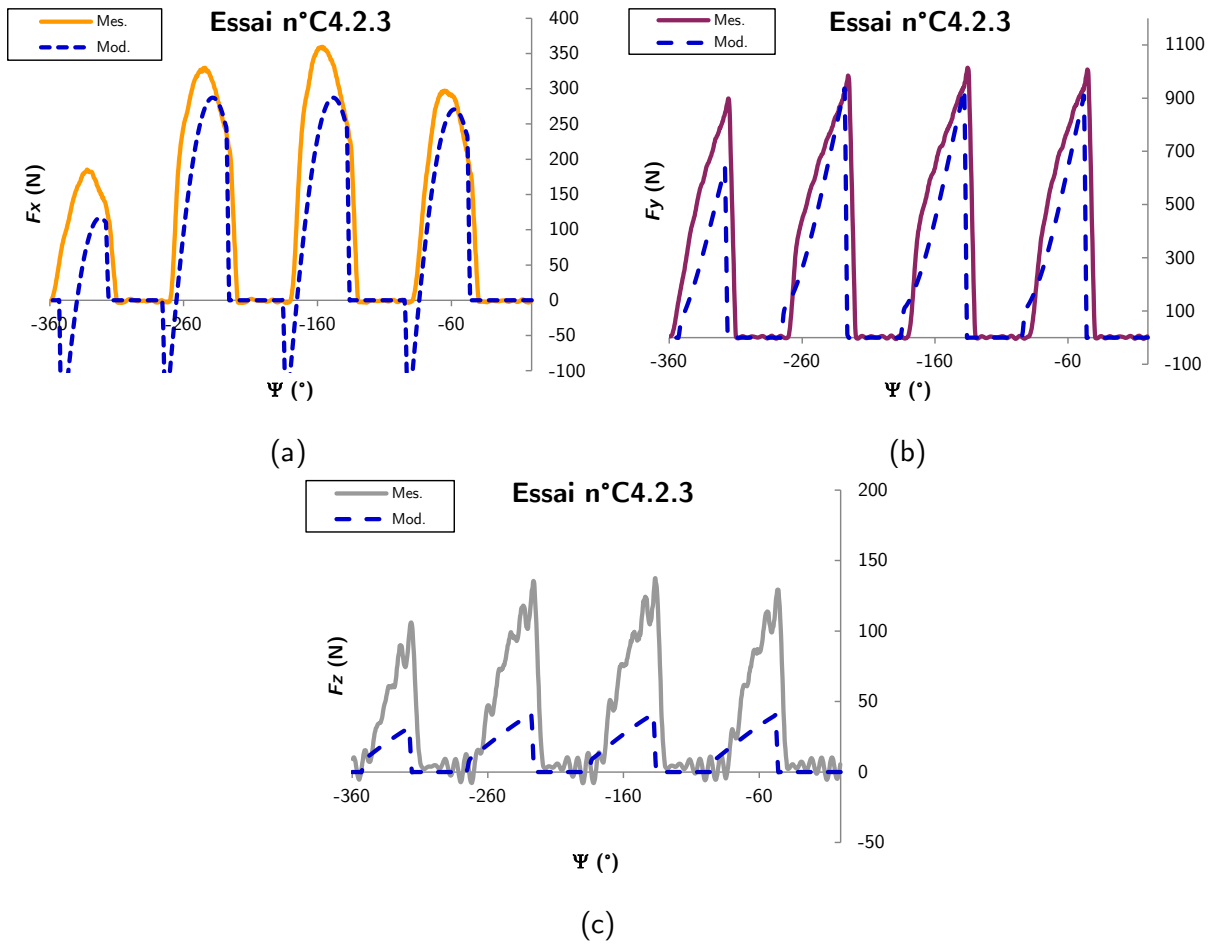 Essai n°C4.2.3
Mes.
Mod.
400
350
300
250
200
150
100
50
0
-50
-100
-360
-260
-160
-60
Fx (N)
Ψ (°)
(a)
Essai n°C4.2.3
Mes.
Mod.
1100
900
700
500
300
100
-100
-360
-260
-160
-60
Fy (N)
Ψ (°)
(b)
Essai n°C4.2.3
Mes.
Mod.
200
150
100
50
0
-50
-360
-260
-160
-60
Fz (N)
Ψ (°)
(c)